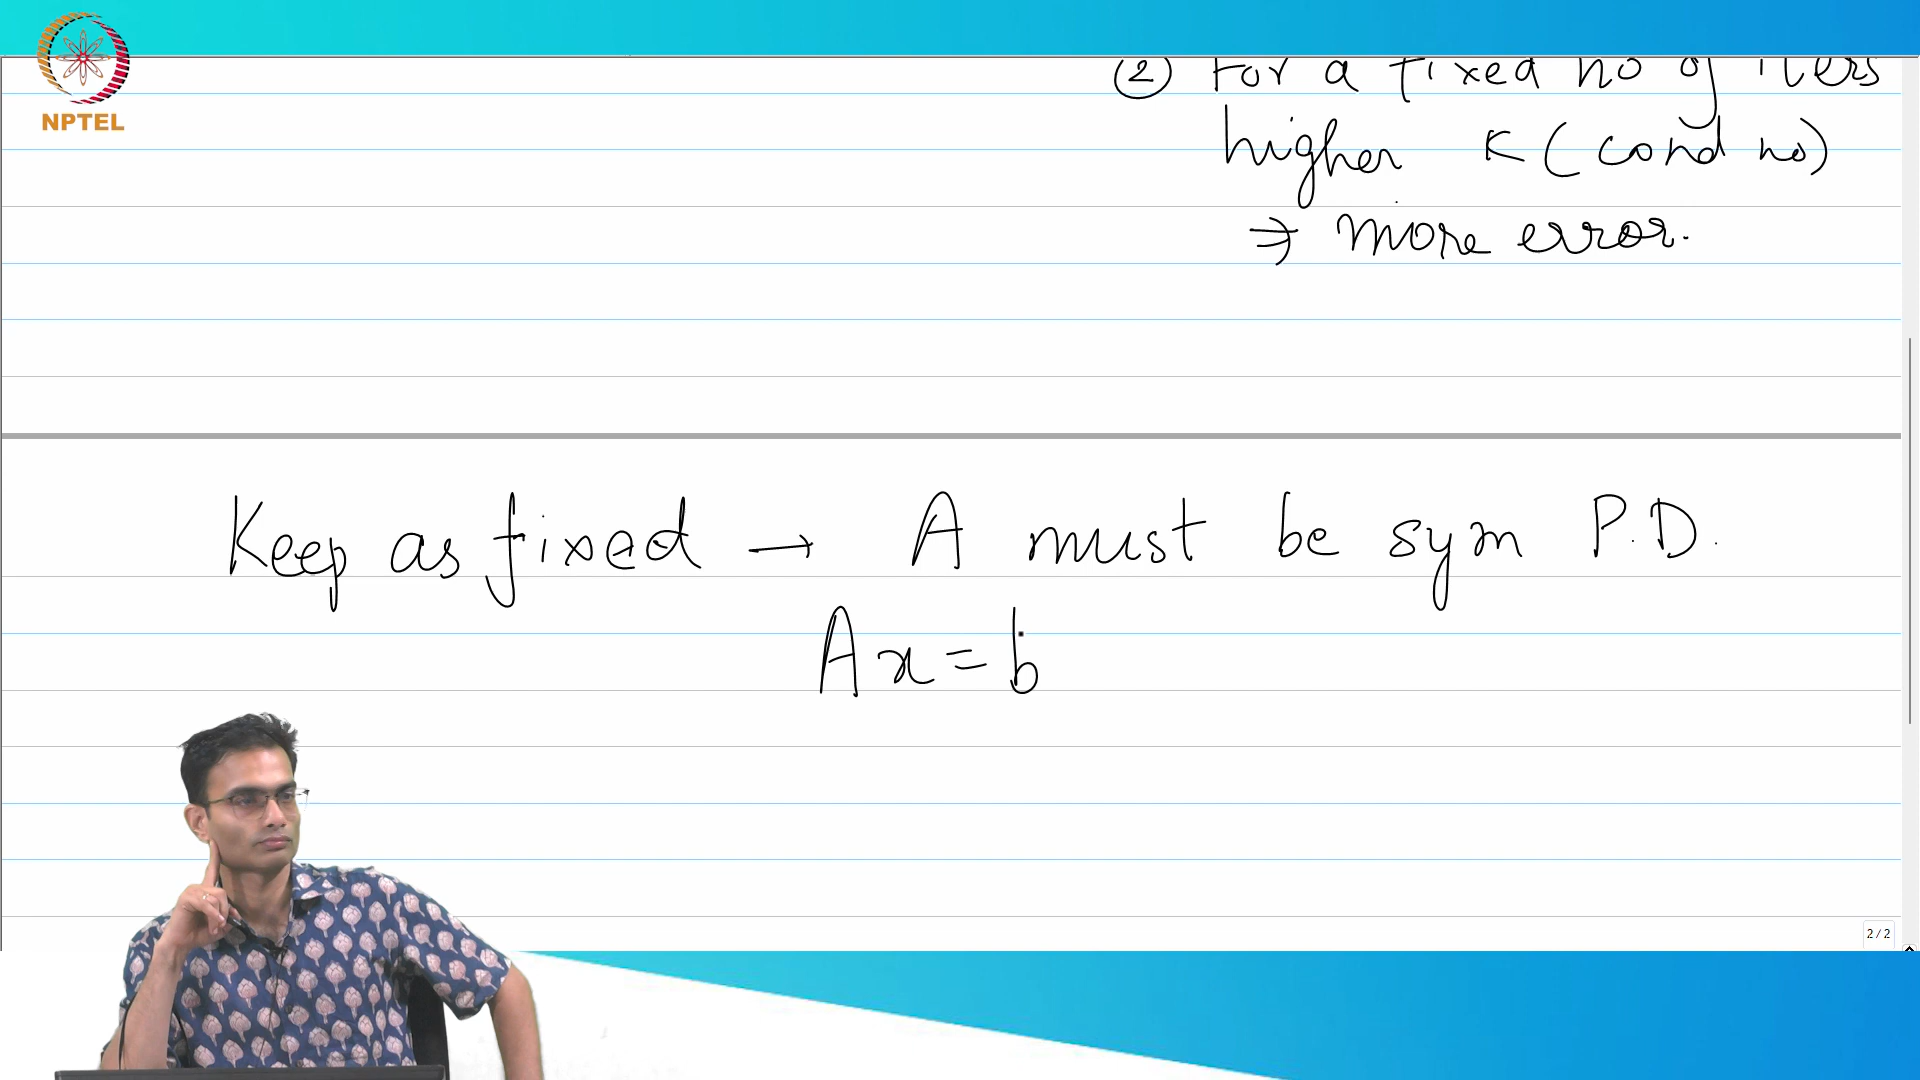 NPTEL
② For a fixed no of iters
higher K (cond no)
⇒ more error.
Keep as fixed → A must be sym P.D.
Ax = b
2/2